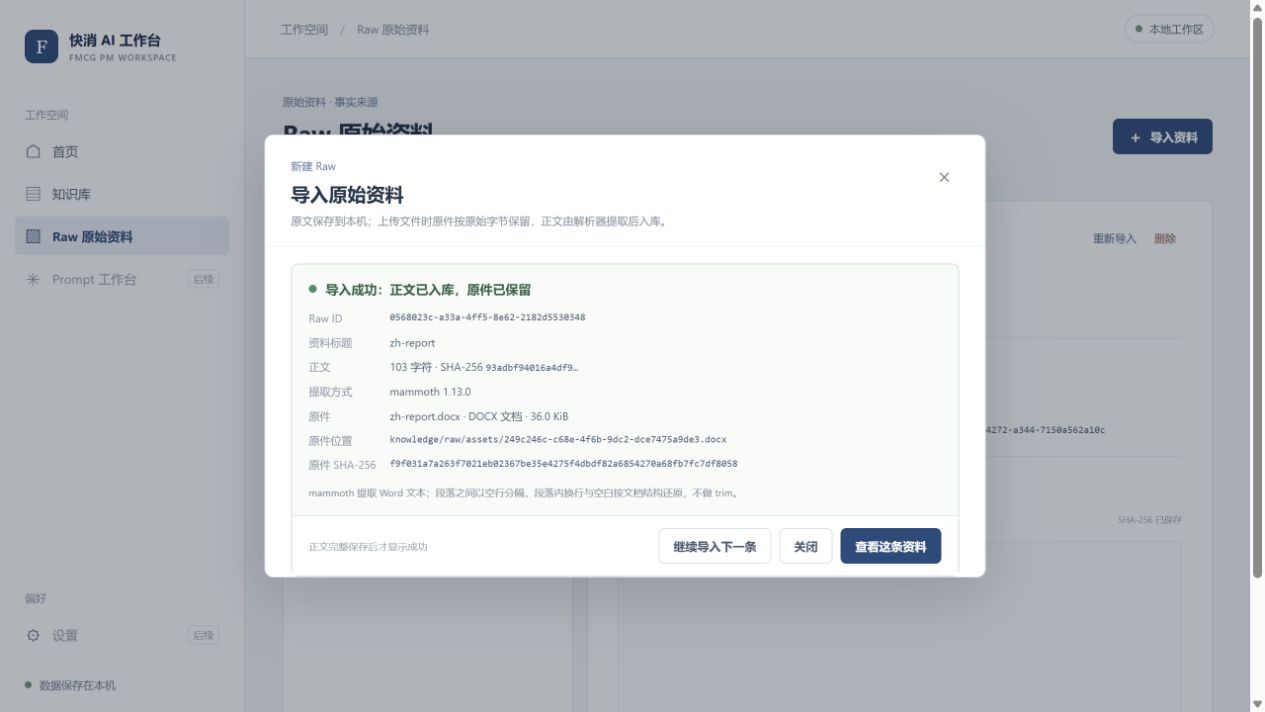 F
快消 AI 工作台
FMCG PM WORKSPACE
工作空间
首页
知识库
Raw 原始资料
Prompt 工作台 后续
偏好
设置 后续
数据保存在本机
工作空间 / Raw 原始资料
本地工作区
原始资料 · 事实来源
Raw 原始资料
+ 导入资料
重新导入 删除
4272-a344-7150a562a10c
SHA-256 已保存
新建 Raw
导入原始资料
×
原文保存到本机；上传文件时原件按原始字节保留，正文由解析器提取后入库。
导入成功：正文已入库，原件已保留
Raw ID 0568023c-a33a-4ff5-8e62-2182d5530348
资料标题 zh-report
正文 103 字符 · SHA-256 93adbf94016a4df9…
提取方式 mammoth 1.13.0
原件 zh-report.docx · DOCX 文档 · 36.0 KiB
原件位置 knowledge/raw/assets/249c246c-c68e-4f6b-9dc2-dce7475a9de3.docx
原件 SHA-256 f9f031a7a263f7021eb02367be35e4275f4dbdf82a6854270a68fb7fc7df8058
mammoth 提取 Word 文本；段落之间以空行分隔，段落内换行与空白按文档结构还原，不做 trim。
正文完整保存后才显示成功
继续导入下一条 关闭 查看这条资料